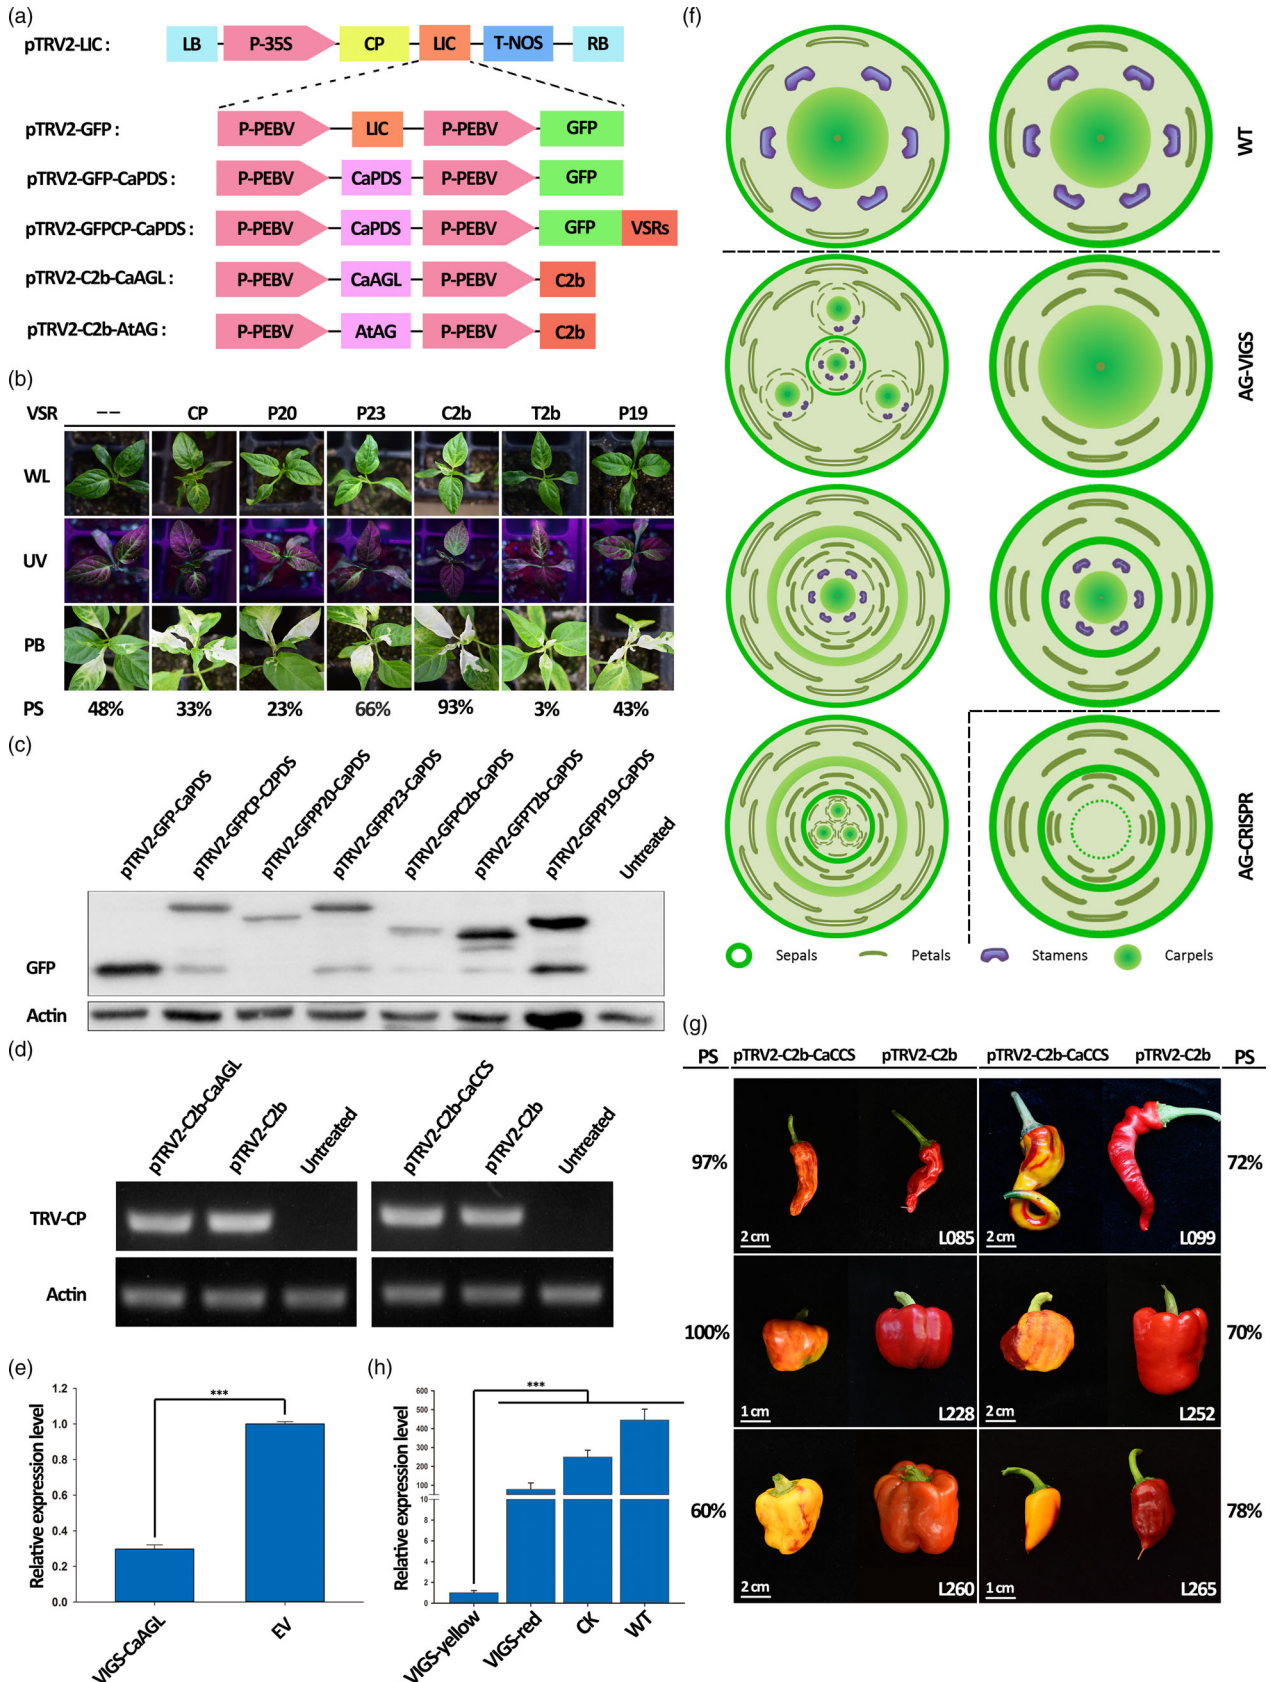 (a)
pTRV2-LIC :
LB P-35S CP LIC T-NOS RB
pTRV2-GFP :
P-PEBV LIC P-PEBV GFP
pTRV2-GFP-CaPDS :
P-PEBV CaPDS P-PEBV GFP
pTRV2-GFPCP-CaPDS :
P-PEBV CaPDS P-PEBV GFP VSRs
pTRV2-C2b-CaAGL :
P-PEBV CaAGL P-PEBV C2b
pTRV2-C2b-AtAG :
P-PEBV AtAG P-PEBV C2b
(b)
VSR -- CP P20 P23 C2b T2b P19
WL
UV
PB
PS 48% 33% 23% 66% 93% 3% 43%
(c)
pTRV2-GFP-CaPDS
pTRV2-GFPCP-C2PDS
pTRV2-GFPP20-CaPDS
pTRV2-GFPP23-CaPDS
pTRV2-GFPC2b-CaPDS
pTRV2-GFPT2b-CaPDS
pTRV2-GFPP19-CaPDS
Untreated
GFP
Actin
(d)
pTRV2-C2b-CaAGL
pTRV2-C2b
Untreated
pTRV2-C2b-CaCCS
pTRV2-C2b
Untreated
TRV-CP
Actin
(e)
Relative expression level
1.2
1.0
0.8
0.6
0.4
0.2
0.0
***
VIGS-CaAGL
EV
(h)
Relative expression level
600
500
400
300
200
100
10
8
6
4
2
0
***
VIGS-yellow
VIGS-red
CK
WT
(f)
WT
AG-VIGS
AG-CRISPR
Sepals Petals Stamens Carpels
(g)
PS pTRV2-C2b-CaCCS pTRV2-C2b pTRV2-C2b-CaCCS pTRV2-C2b PS
97% 72%
2 cm L085 2 cm L099
100% 70%
1 cm L228 2 cm L252
60% 78%
2 cm L260 1 cm L265